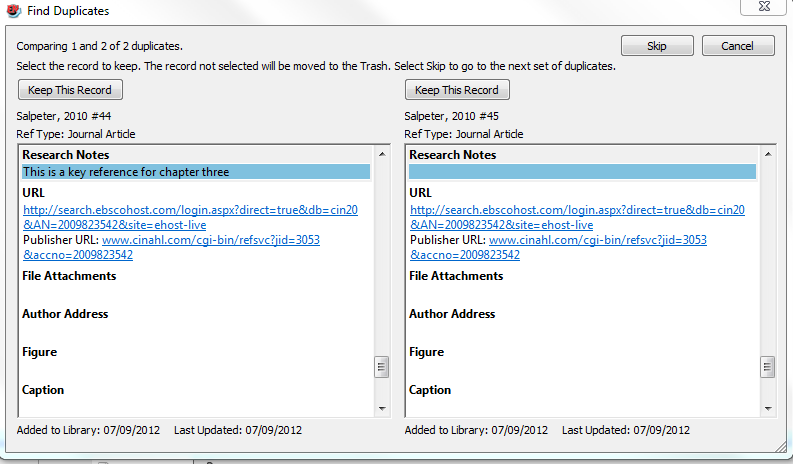 Find Duplicates
Comparing 1 and 2 of 2 duplicates.
Skip
Cancel
Select the record to keep. The record not selected will be moved to the Trash. Select Skip to go to the next set of duplicates.
Keep This Record
Salpeter, 2010 #44
Ref Type: Journal Article
Research Notes
This is a key reference for chapter three
URL
http://search.ebscohost.com/login.aspx?direct=true&db=cin20
&AN=2009823542&site=ehost-live
Publisher URL: www.cinahl.com/cgi-bin/refsvc?jid=3053
&accno=2009823542
File Attachments
Author Address
Figure
Caption
Added to Library: 07/09/2012 Last Updated: 07/09/2012
Keep This Record
Salpeter, 2010 #45
Ref Type: Journal Article
Research Notes
URL
http://search.ebscohost.com/login.aspx?direct=true&db=cin20
&AN=2009823542&site=ehost-live
Publisher URL: www.cinahl.com/cgi-bin/refsvc?jid=3053
&accno=2009823542
File Attachments
Author Address
Figure
Caption
Added to Library: 07/09/2012 Last Updated: 07/09/2012